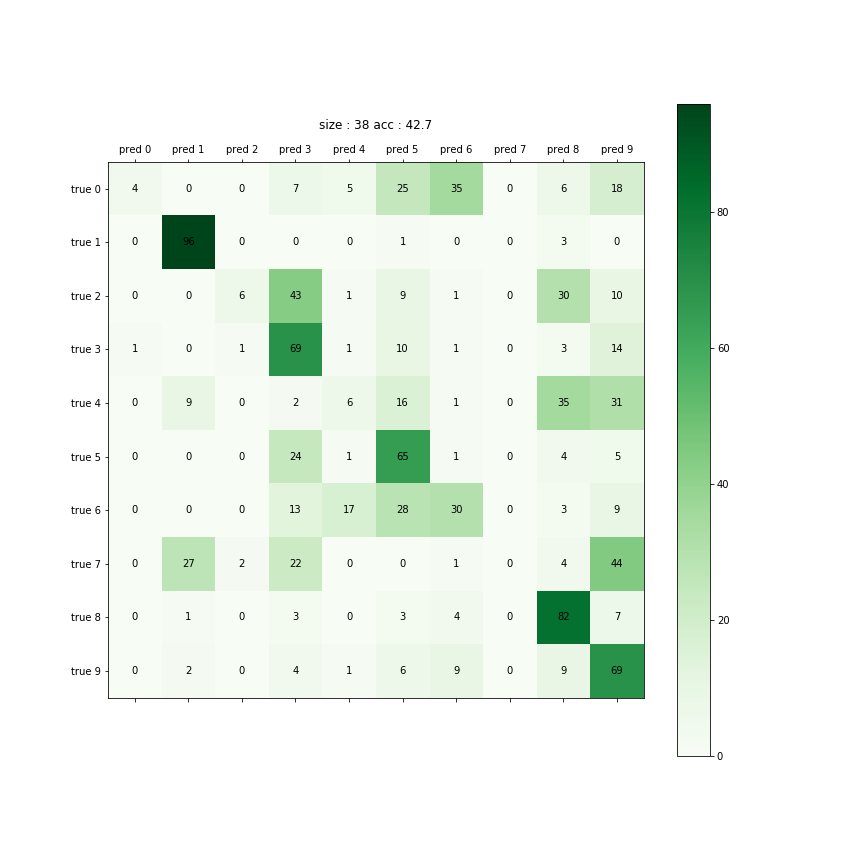 size : 38 acc : 42.7
pred 0 pred 1 pred 2 pred 3 pred 4 pred 5 pred 6 pred 7 pred 8 pred 9
true 0 4 0 0 7 5 25 35 0 6 18
true 1 0 96 0 0 0 1 0 0 3 0
true 2 0 0 6 43 1 9 1 0 30 10
true 3 1 0 1 69 1 10 1 0 3 14
true 4 0 9 0 2 6 16 1 0 35 31
true 5 0 0 0 24 1 65 1 0 4 5
true 6 0 0 0 13 17 28 30 0 3 9
true 7 0 27 2 22 0 0 1 0 4 44
true 8 0 1 0 3 0 3 4 0 82 7
true 9 0 2 0 4 1 6 9 0 9 69
80
60
40
20
0